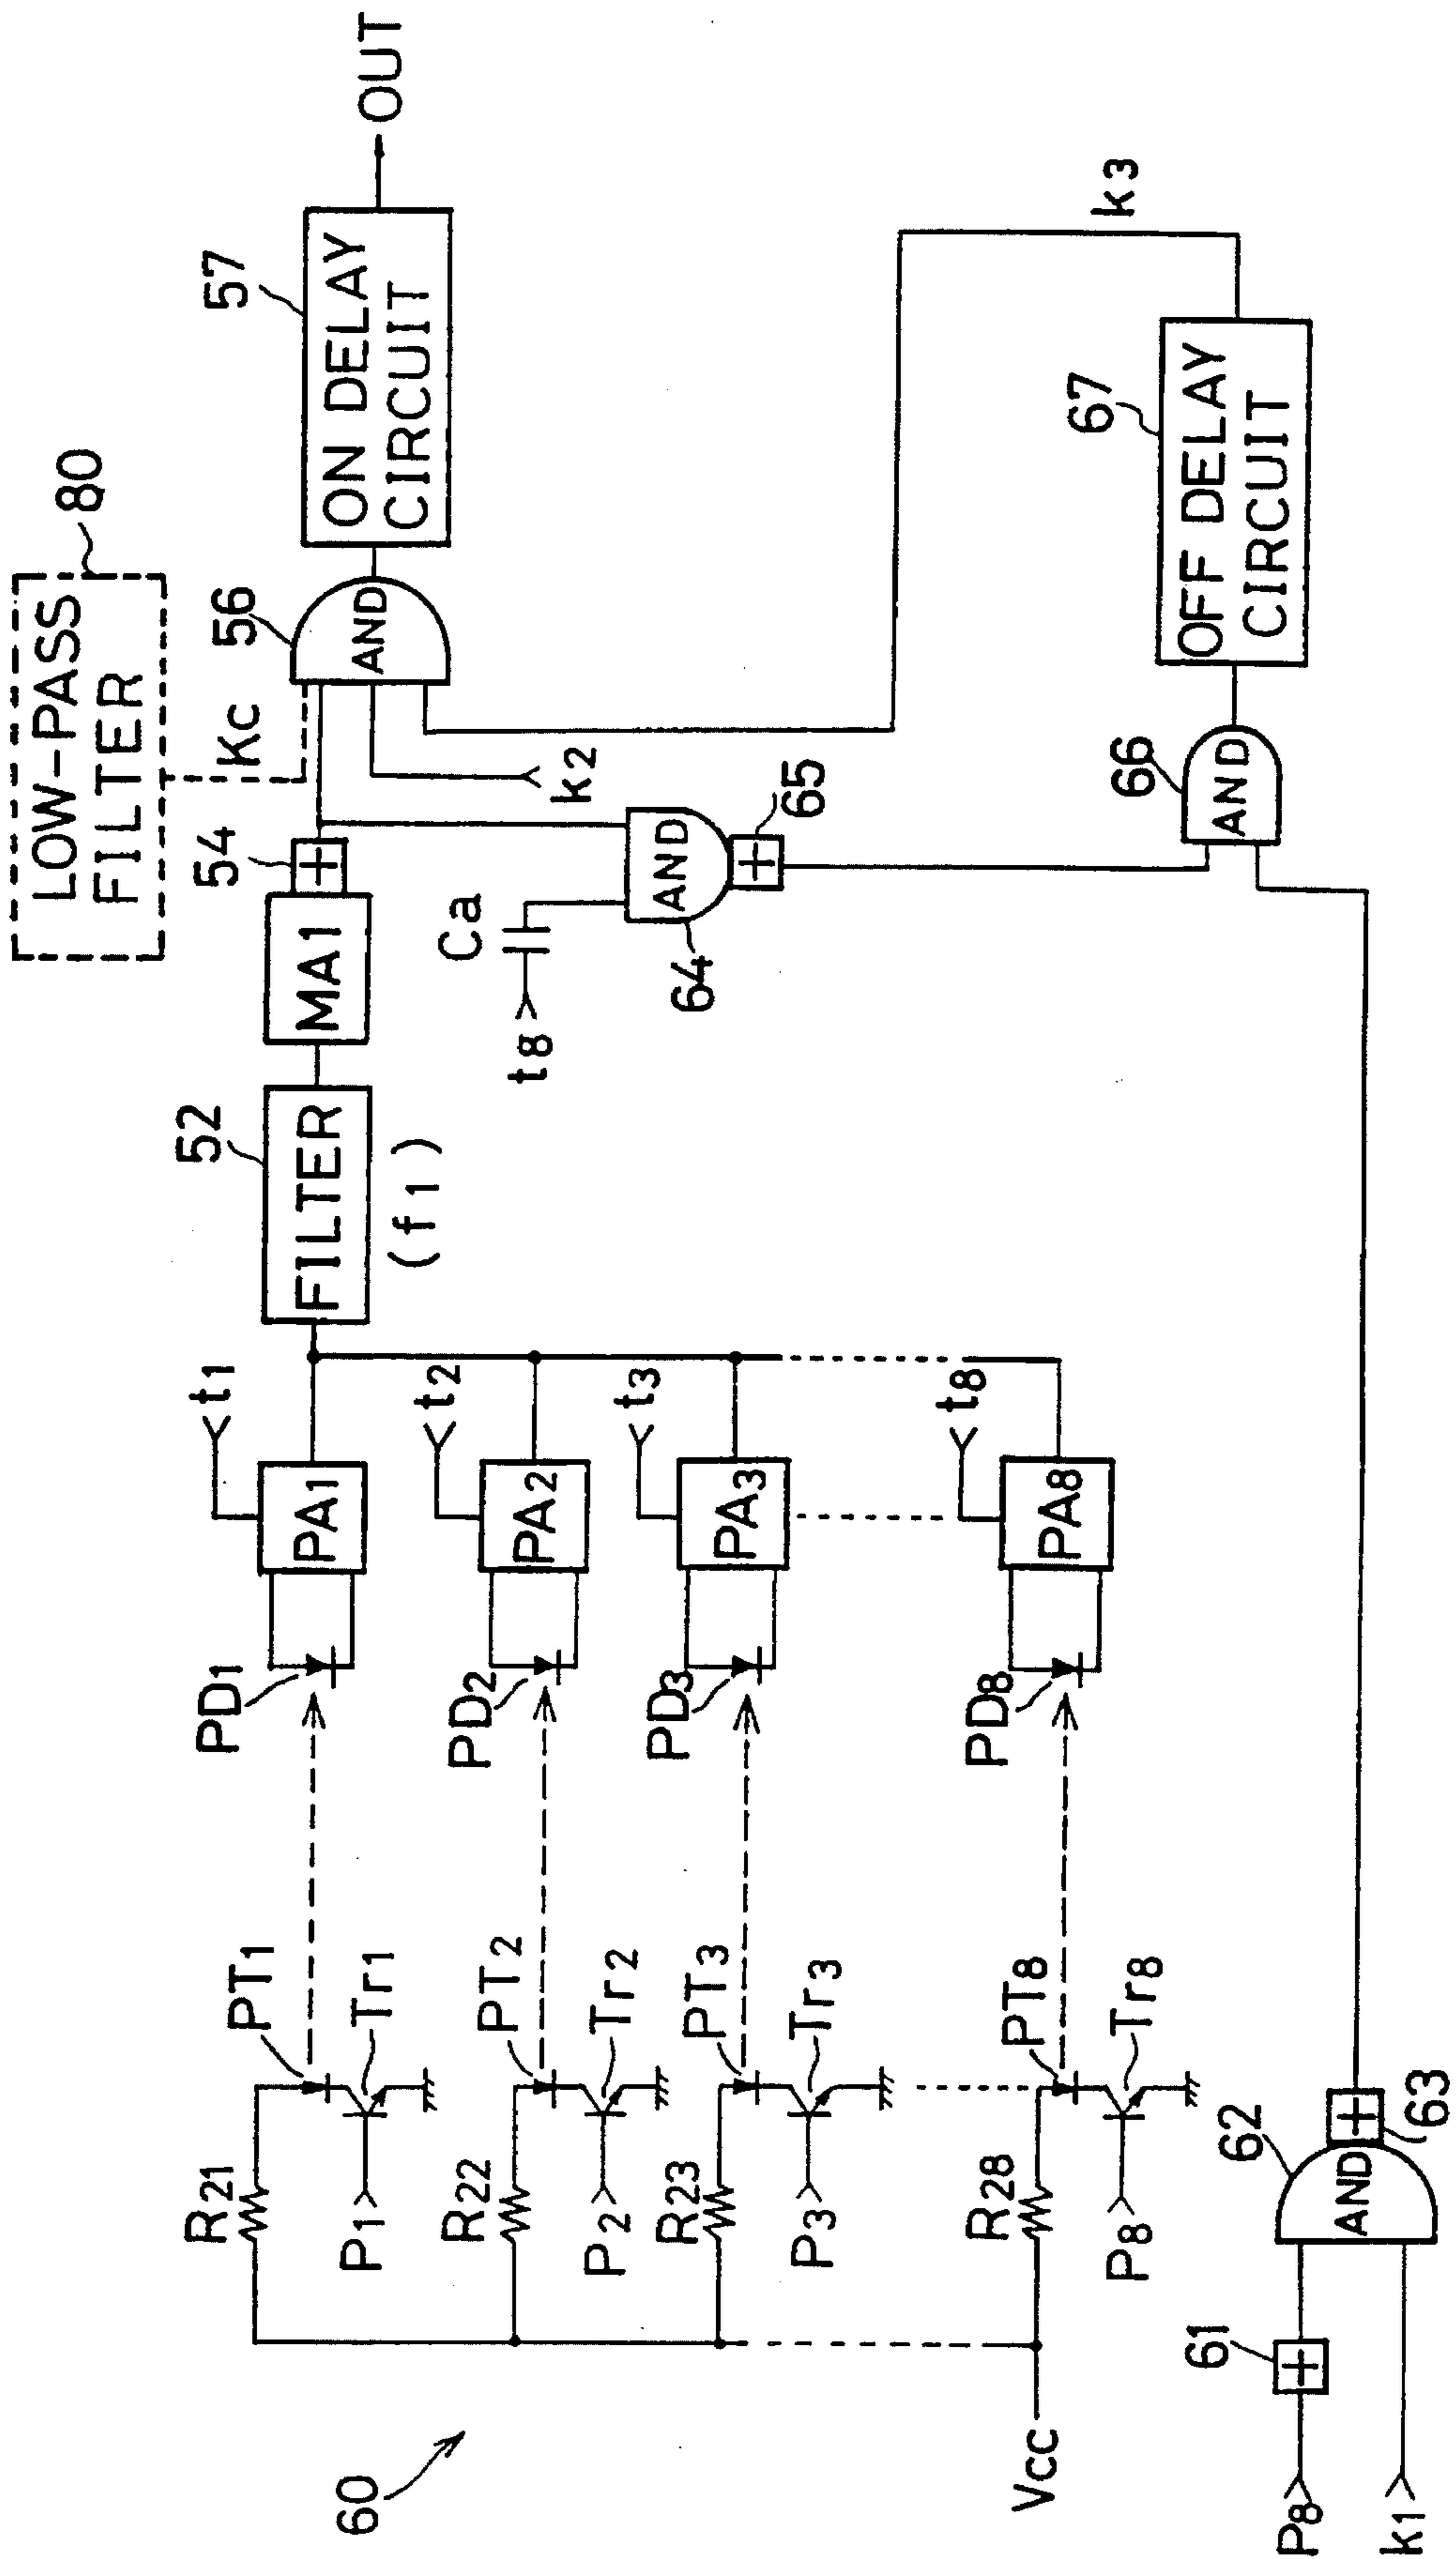 60
Vcc
R21
PT1
P1
Tr1
PD1
PA1
t1
R22
PT2
P2
Tr2
PD2
PA2
t2
R23
PT3
P3
Tr3
PD3
PA3
t3
R28
PT8
P8
Tr8
PD8
PA8
t8
52
FILTER
(f1)
MA1
54
LOW-PASS
FILTER
80
Kc
56
AND
k2
57
ON DELAY
CIRCUIT
OUT
t8
Ca
64
AND
65
P8
61
k1
62
AND
63
66
AND
67
OFF DELAY
CIRCUIT
k3